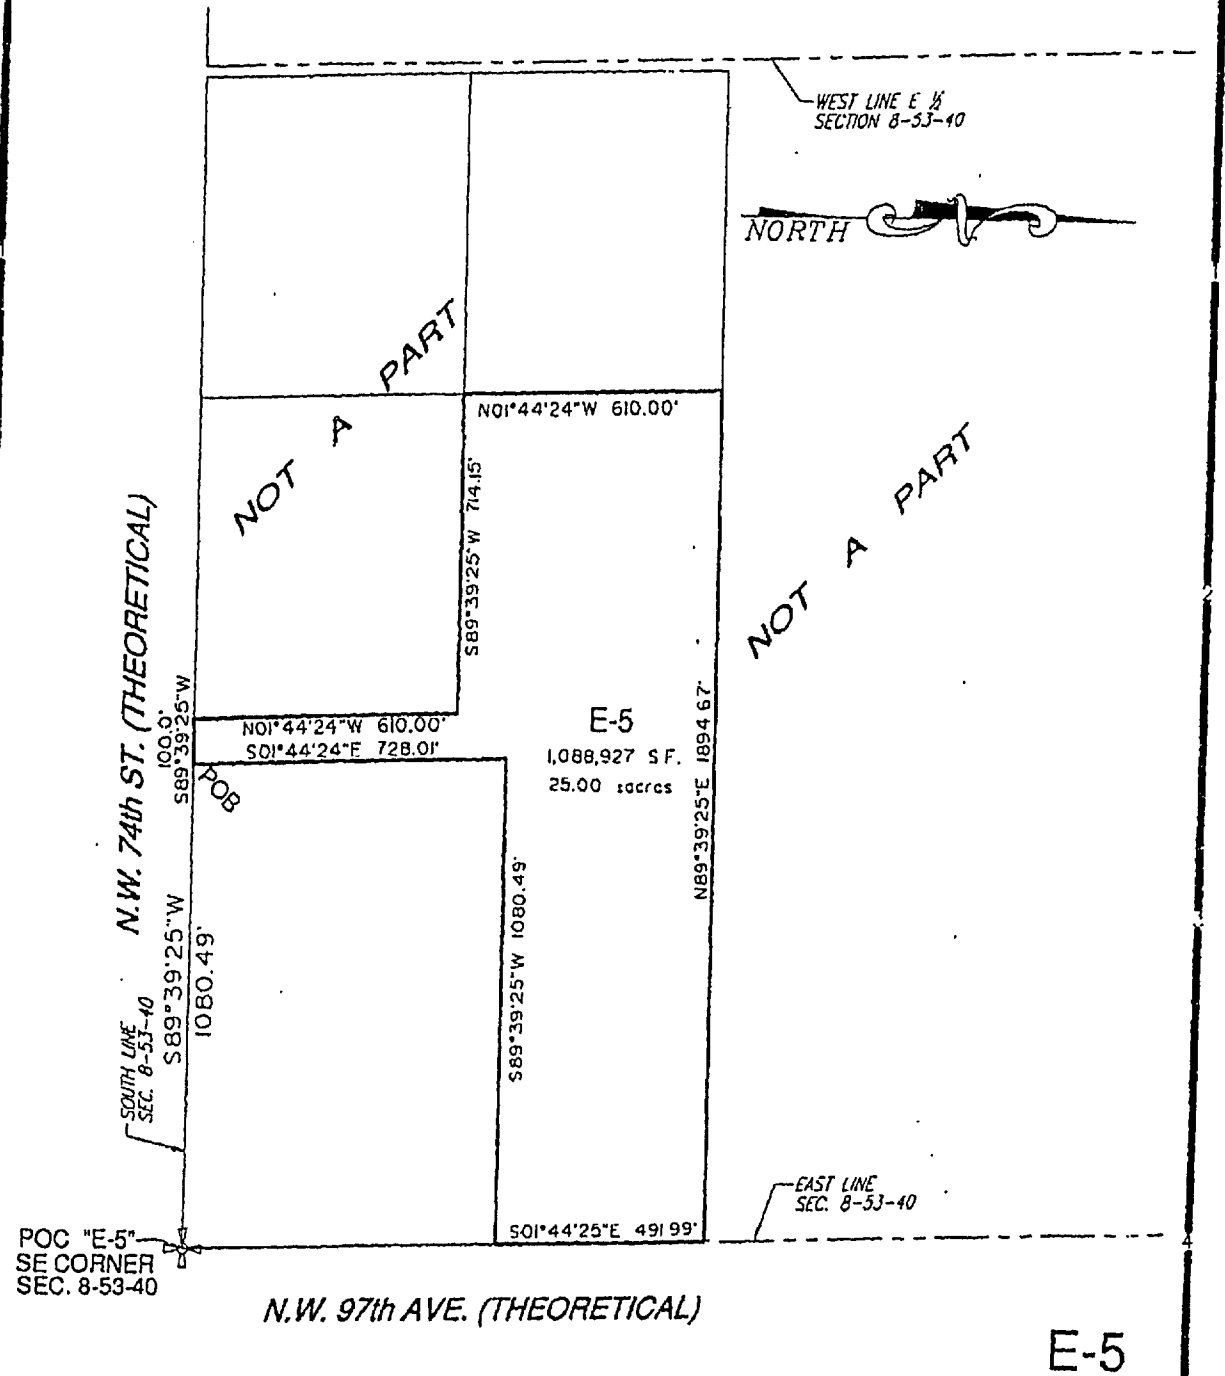 WEST LINE E ½
SECTION 8-53-40
NORTH
NOT A PART
N01°44'24"W 610.00'
S89°39'25"W 714.15'
NOT A PART
N.W. 74th ST. (THEORETICAL)
100.0'
S89°39'25"W
N01°44'24"W 610.00'
S01°44'24"E 728.01'
POB
E-5
1,088,927 S F.
25.00 ±acres
N89°39'25"E 1894 67'
S89°39'25"W
1080.49'
S89°39'25"W 1080.49'
SOUTH LINE
SEC. 8-53-40
EAST LINE
SEC. 8-53-40
S01°44'25"E 491 99'
POC "E-5"
SE CORNER
SEC. 8-53-40
N.W. 97th AVE. (THEORETICAL)
E-5